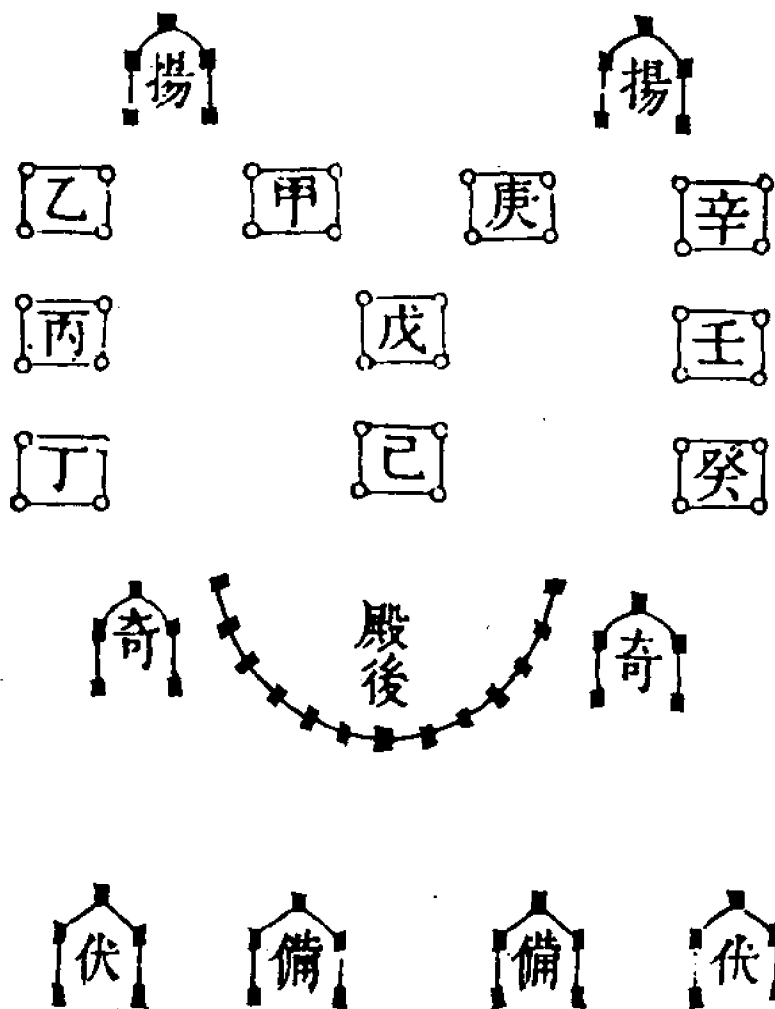 揚 揚
乙 甲 庚 辛
丙 戊 壬
丁 己 癸
奇 殿後 奇
伏 備 備 伏